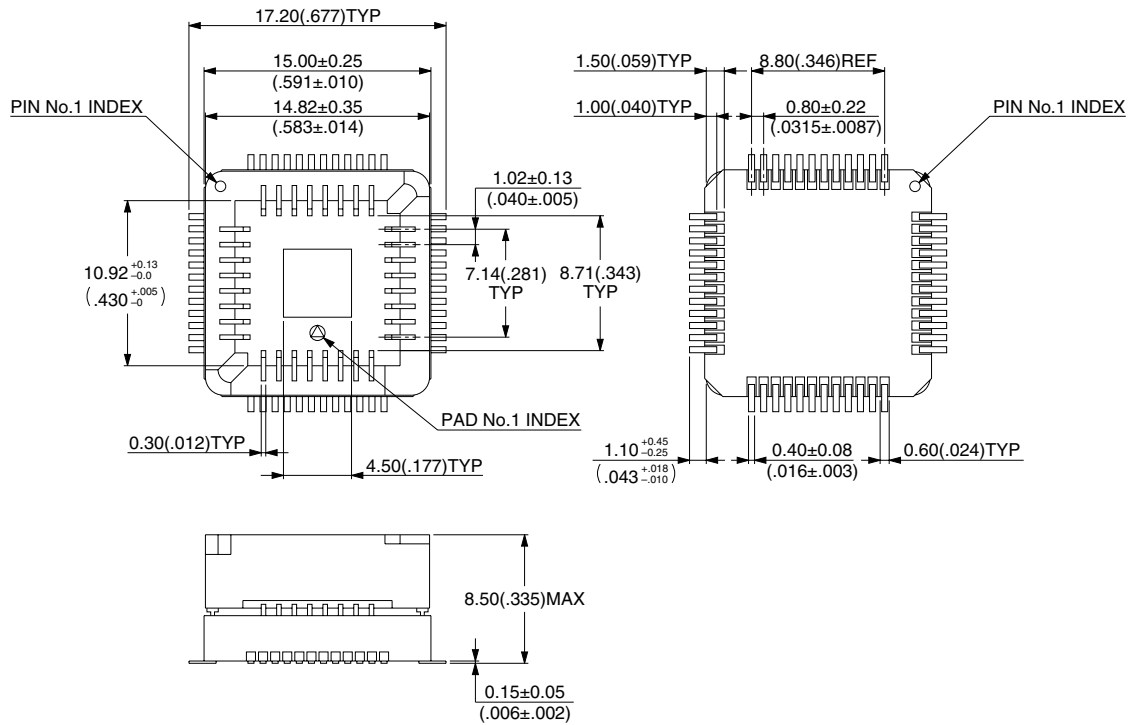 17.20(.677)TYP
15.00±0.25
(.591±.010)
14.82±0.35
(.583±.014)
PIN No.1 INDEX
1.02±0.13
(.040±.005)
10.92 +0.13 -0.0
(.430 +.005 -0)
7.14(.281)
TYP
8.71(.343)
TYP
PAD No.1 INDEX
0.30(.012)TYP
4.50(.177)TYP
1.50(.059)TYP
8.80(.346)REF
1.00(.040)TYP
0.80±0.22
(.0315±.0087)
PIN No.1 INDEX
1.10 +0.45 -0.25
(.043 +.018 -.010)
0.40±0.08
(.016±.003)
0.60(.024)TYP
8.50(.335)MAX
0.15±0.05
(.006±.002)